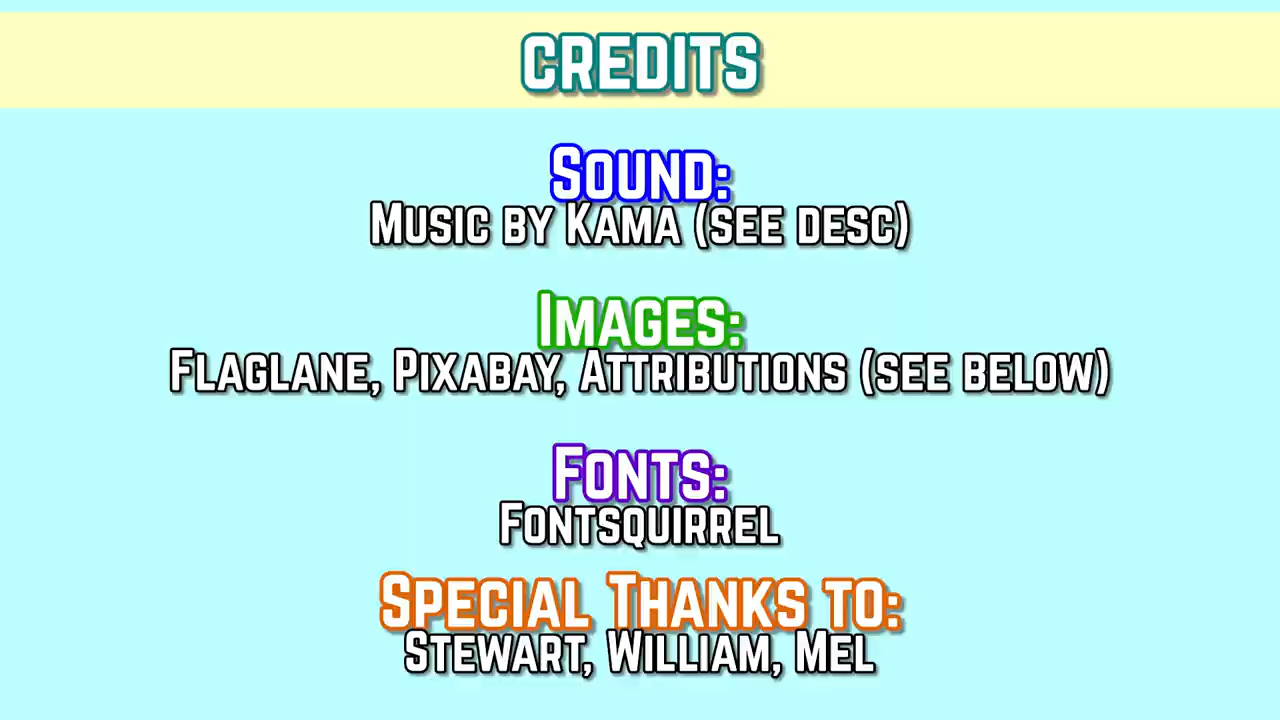 CREDITS
SOUND:
MUSIC BY KAMA (SEE DESC)
IMAGES:
FLAGLANE, PIXABAY, ATTRIBUTIONS (SEE BELOW)
FONTS:
FONTSQUIRREL
SPECIAL THANKS TO:
STEWART, WILLIAM, MEL